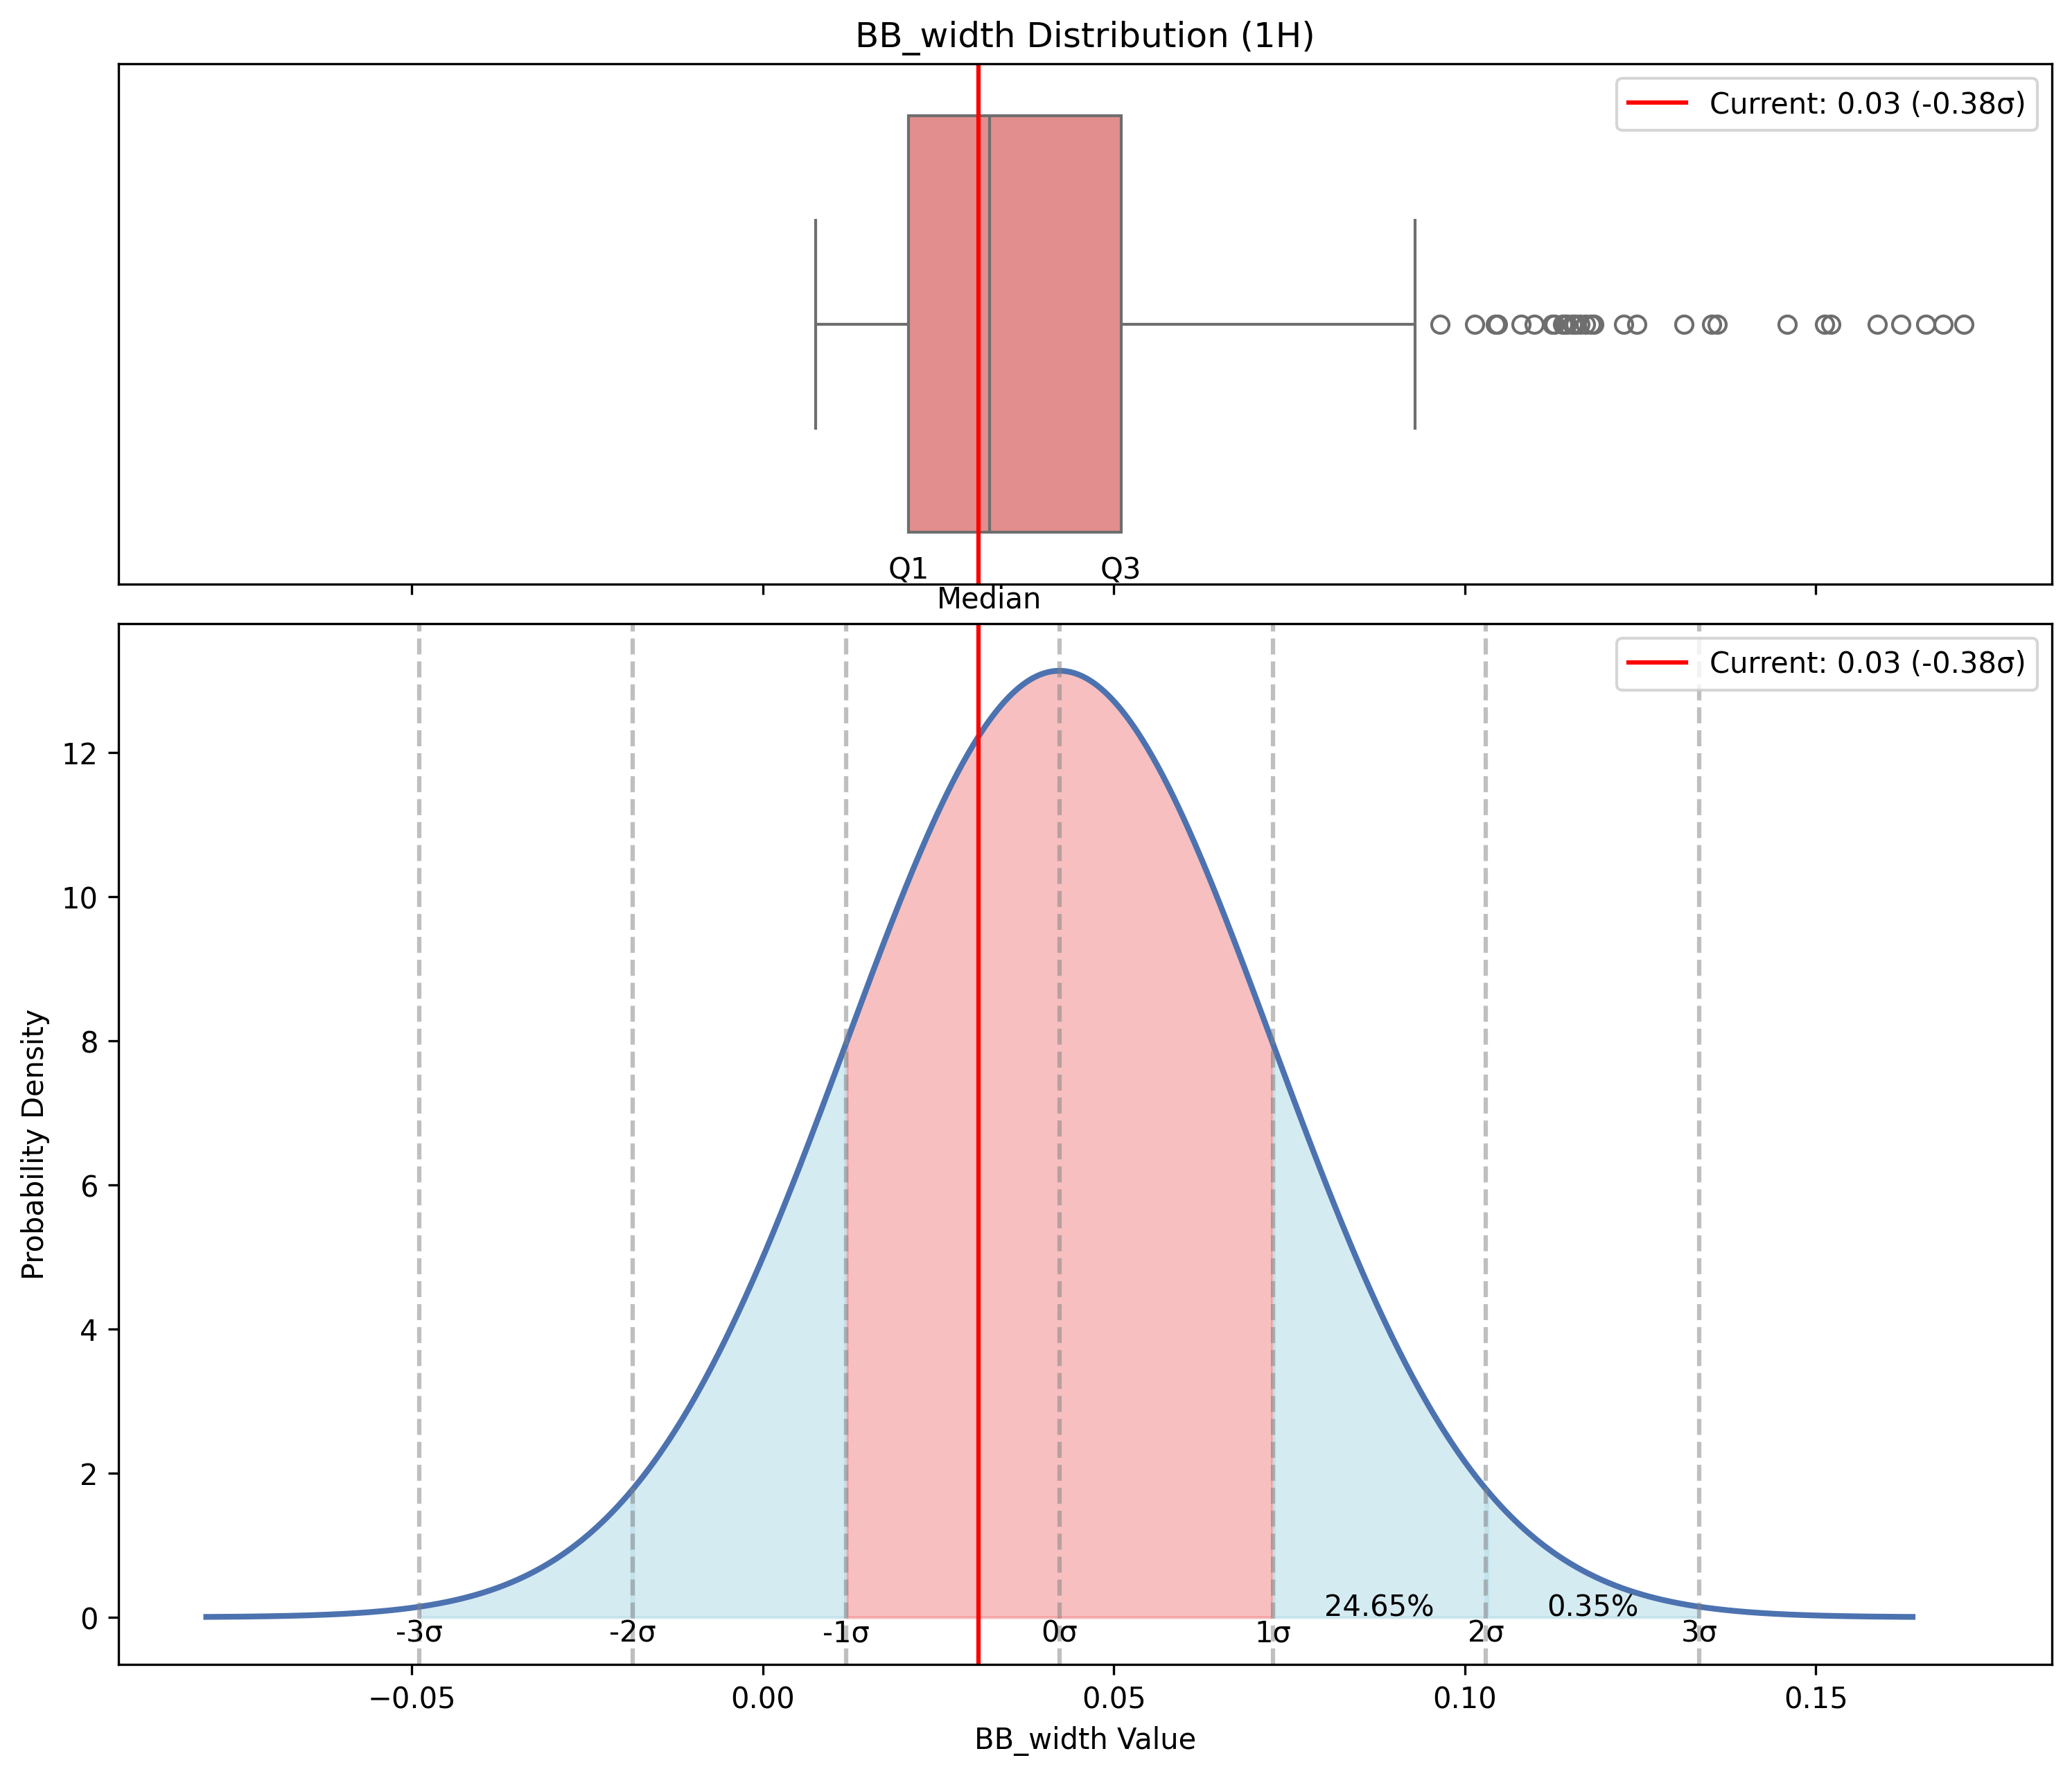 BB_width Distribution (1H)
Current: 0.03 (-0.38σ)
Q1
Q3
Median
Current: 0.03 (-0.38σ)
Probability Density
12
10
8
6
4
2
0
24.65%
0.35%
-3σ
-2σ
-1σ
0σ
1σ
2σ
3σ
−0.05
0.00
0.05
0.10
0.15
BB_width Value